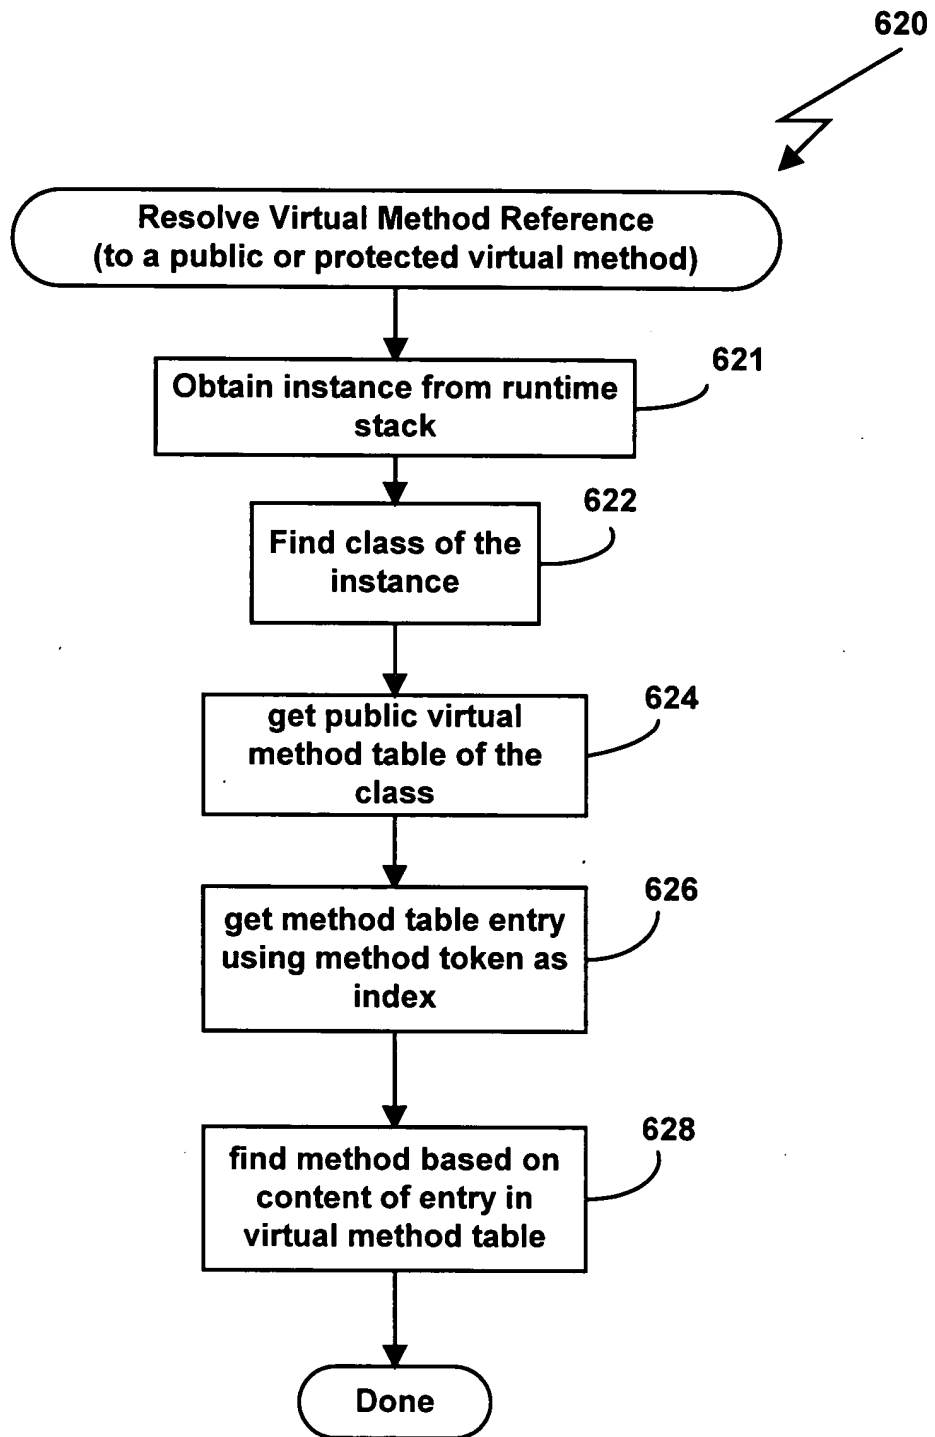 620
Resolve Virtual Method Reference
(to a public or protected virtual method)
621
Obtain instance from runtime
stack
622
Find class of the
instance
624
get public virtual
method table of the
class
626
get method table entry
using method token as
index
628
find method based on
content of entry in
virtual method table
Done